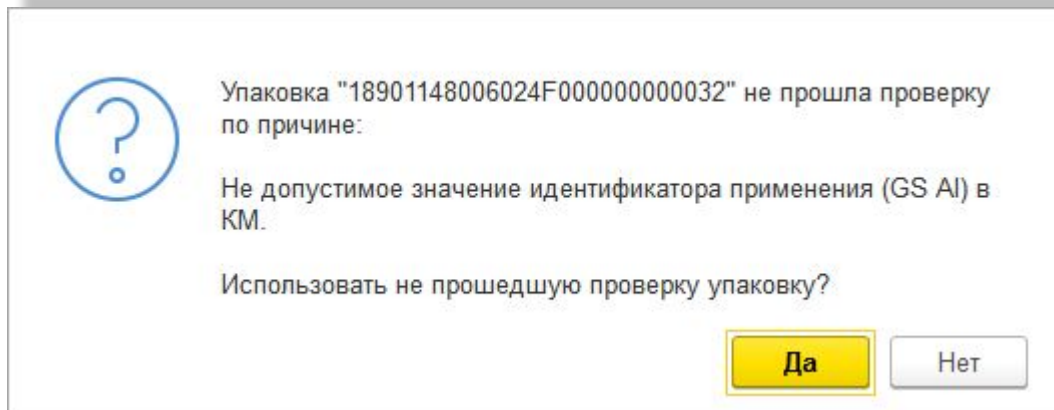 Упаковка "18901148006024F000000000032" не прошла проверку
по причине:
Не допустимое значение идентификатора применения (GS AI) в
КМ.
Использовать не прошедшую проверку упаковку?
Да
Нет